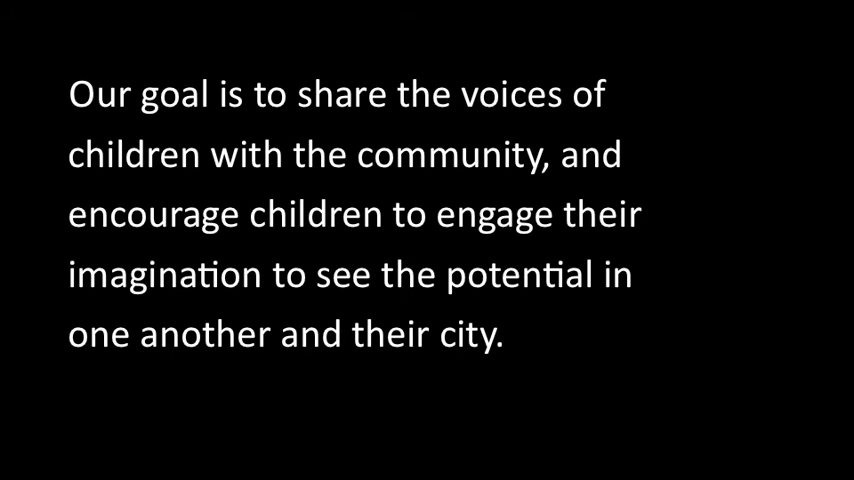 Our goal is to share the voices of
children with the community, and
encourage children to engage their
imagination to see the potential in
one another and their city.